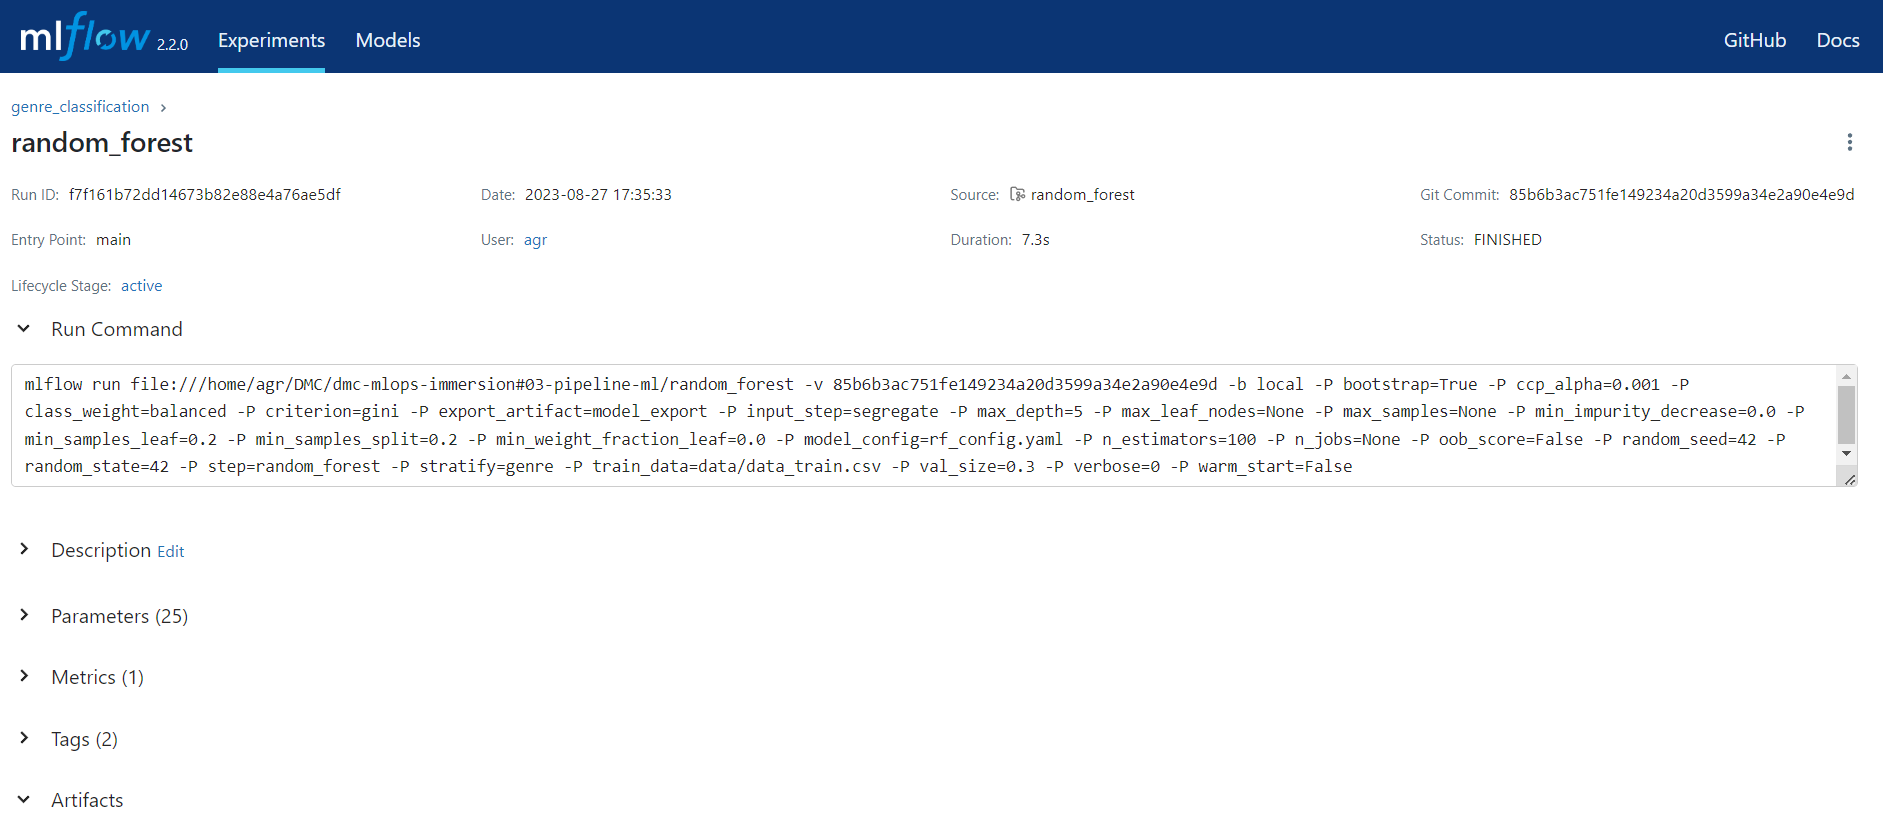 mlflow 2.2.0 Experiments Models GitHub Docs
genre_classification
random_forest
Run ID: f7f161b72dd14673b82e88e4a76ae5df Date: 2023-08-27 17:35:33 Source: random_forest Git Commit: 85b6b3ac751fe149234a20d3599a34e2a90e4e9d
Entry Point: main User: agr Duration: 7.3s Status: FINISHED
Lifecycle Stage: active
Run Command
mlflow run file:///home/agr/DMC/dmc-mlops-immersion#03-pipeline-ml/random_forest -v 85b6b3ac751fe149234a20d3599a34e2a90e4e9d -b local -P bootstrap=True -P ccp_alpha=0.001 -P
class_weight=balanced -P criterion=gini -P export_artifact=model_export -P input_step=segregate -P max_depth=5 -P max_leaf_nodes=None -P max_samples=None -P min_impurity_decrease=0.0 -P
min_samples_leaf=0.2 -P min_samples_split=0.2 -P min_weight_fraction_leaf=0.0 -P model_config=rf_config.yaml -P n_estimators=100 -P n_jobs=None -P oob_score=False -P random_seed=42 -P
random_state=42 -P step=random_forest -P stratify=genre -P train_data=data/data_train.csv -P val_size=0.3 -P verbose=0 -P warm_start=False
Description Edit
Parameters (25)
Metrics (1)
Tags (2)
Artifacts